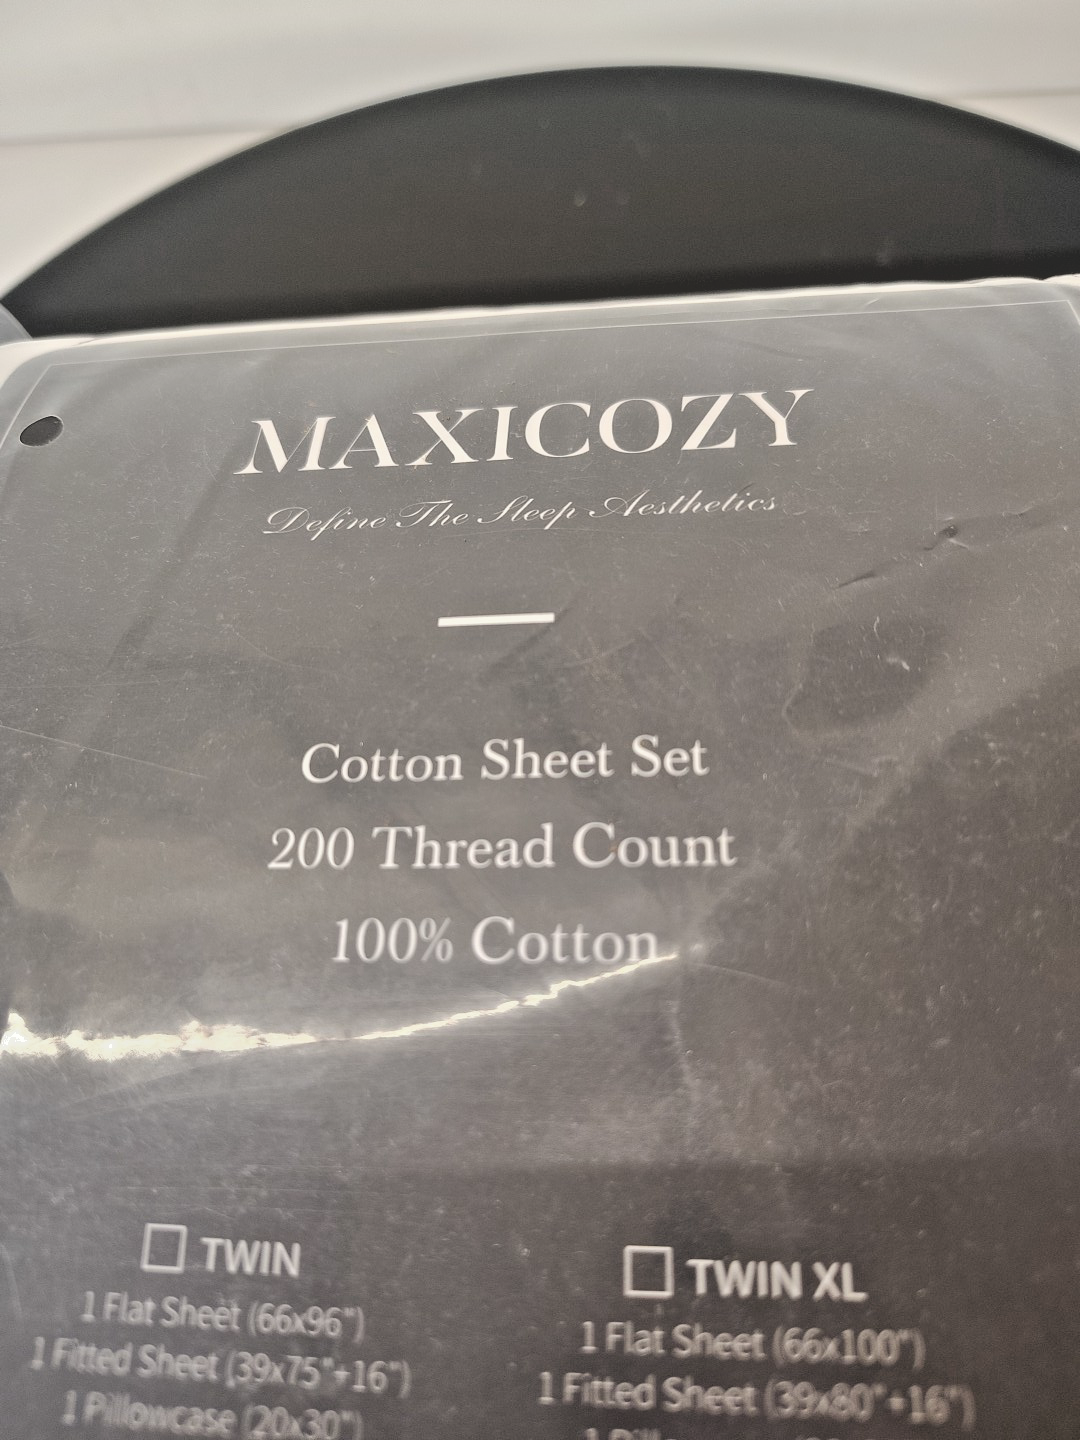 MAXICOZY
Define The Sleep Aesthetics
Cotton Sheet Set
200 Thread Count
100% Cotton
TWIN
1 Flat Sheet (66x96")
1 Fitted Sheet (39x75"+16")
1 Pillowcase (20x30")
TWIN XL
1 Flat Sheet (66x100")
1 Fitted Sheet (39x80"+16")